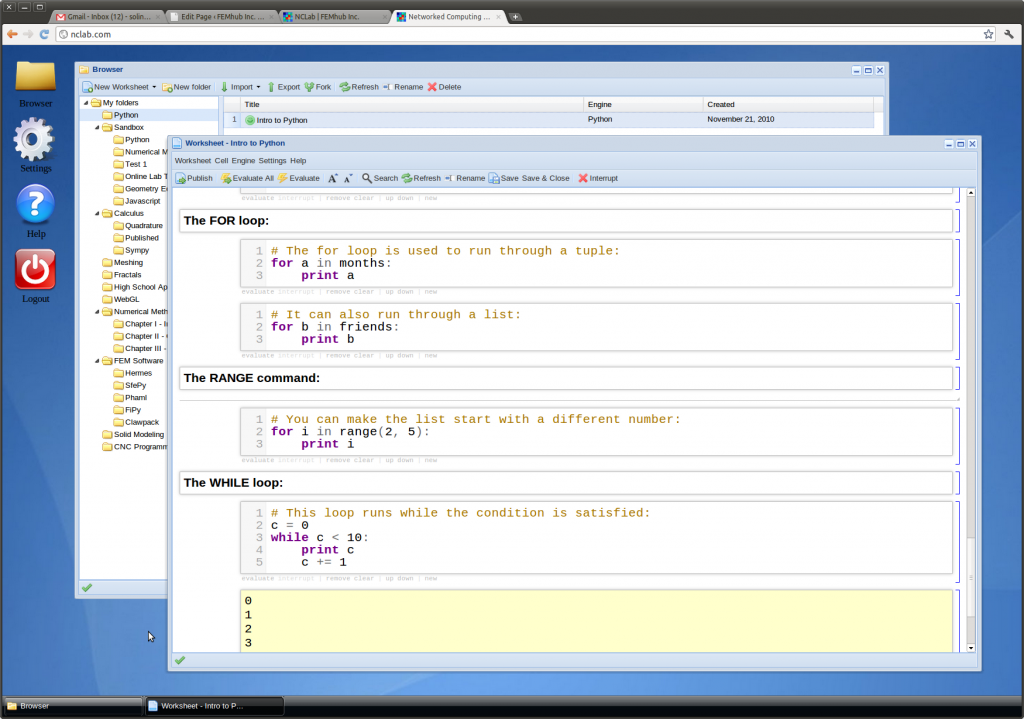 Gmail - Inbox (12) - solin...
Edit Page ‹ FEMhub Inc. ...
NCLab | FEMhub Inc.
Networked Computing ...
nclab.com
Browser
Settings
Help
Logout
Browser
New Worksheet
New folder
Import
Export
Fork
Refresh
Rename
Delete
My folders
Python
Sandbox
Python
Numerical M
Test 1
Online Lab T
Geometry E
Javascript
Calculus
Quadrature
Published
Sympy
Meshing
Fractals
High School Ap
WebGL
Numerical Meth
Chapter I - I
Chapter II -
Chapter III -
FEM Software
Hermes
SfePy
Phaml
FiPy
Clawpack
Solid Modeling
CNC Programm
Title Engine Created
1 Intro to Python Python November 21, 2010
Worksheet - Intro to Python
Worksheet Cell Engine Settings Help
Publish Evaluate All Evaluate A A Search Refresh Rename Save Save & Close Interrupt
evaluate interrupt | remove clear | up down | new
The FOR loop:
1 # The for loop is used to run through a tuple:
2 for a in months:
3 print a
evaluate interrupt | remove clear | up down | new
1 # It can also run through a list:
2 for b in friends:
3 print b
evaluate interrupt | remove clear | up down | new
The RANGE command:
1 # You can make the list start with a different number:
2 for i in range(2, 5):
3 print i
evaluate interrupt | remove clear | up down | new
The WHILE loop:
1 # This loop runs while the condition is satisfied:
2 c = 0
3 while c < 10:
4 print c
5 c += 1
evaluate interrupt | remove clear | up down | new
0
1
2
3
Browser
Worksheet - Intro to P...